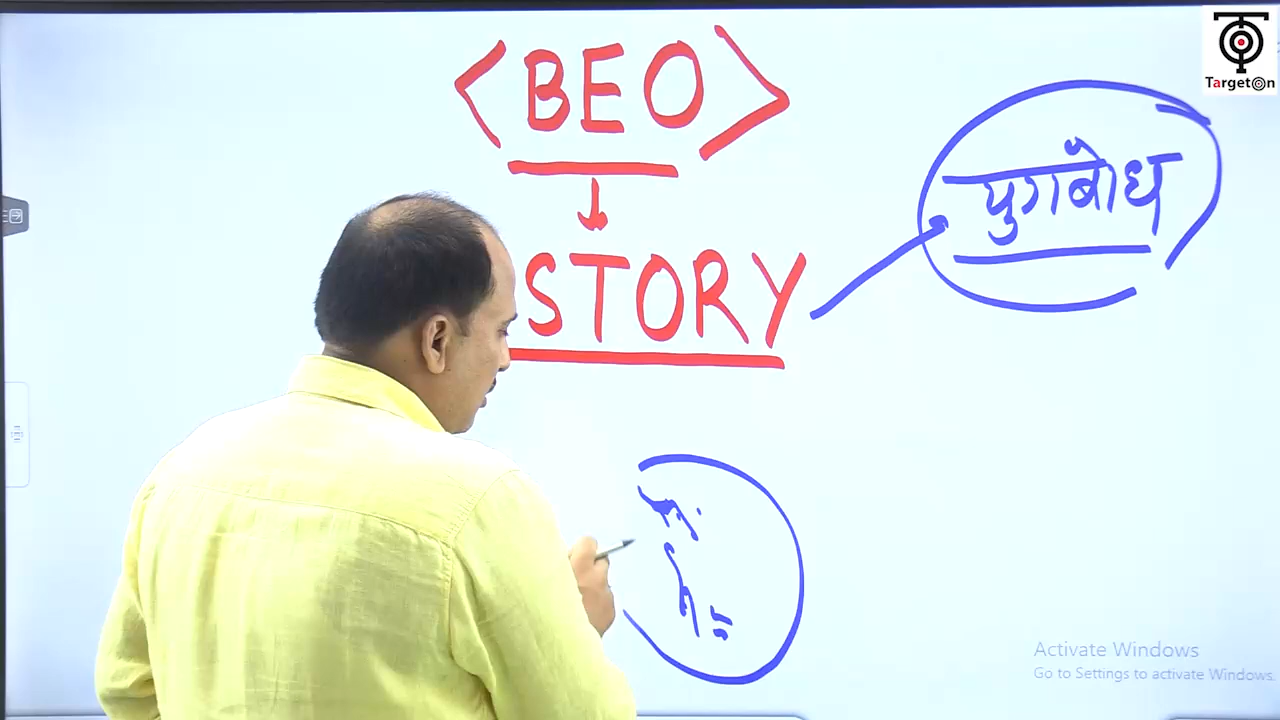 <BEO>
STORY
युगबोध
TargetOn
Activate Windows
Go to Settings to activate Windows.